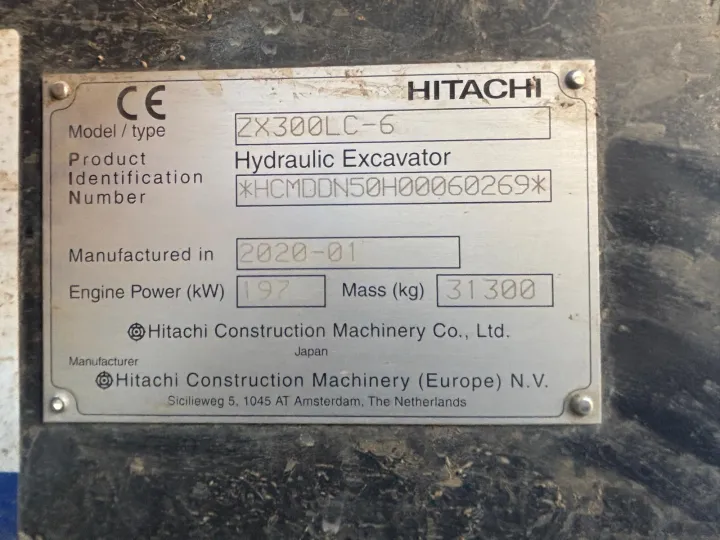 CE HITACHI
Model / type ZX300LC-6
Product Hydraulic Excavator
Identification
Number *HCMDDN50H00060269*
Manufactured in 2020-01
Engine Power (kW) 197 Mass (kg) 31300
Hitachi Construction Machinery Co., Ltd.
Japan
Manufacturer
Hitachi Construction Machinery (Europe) N.V.
Sicilieweg 5, 1045 AT Amsterdam, The Netherlands